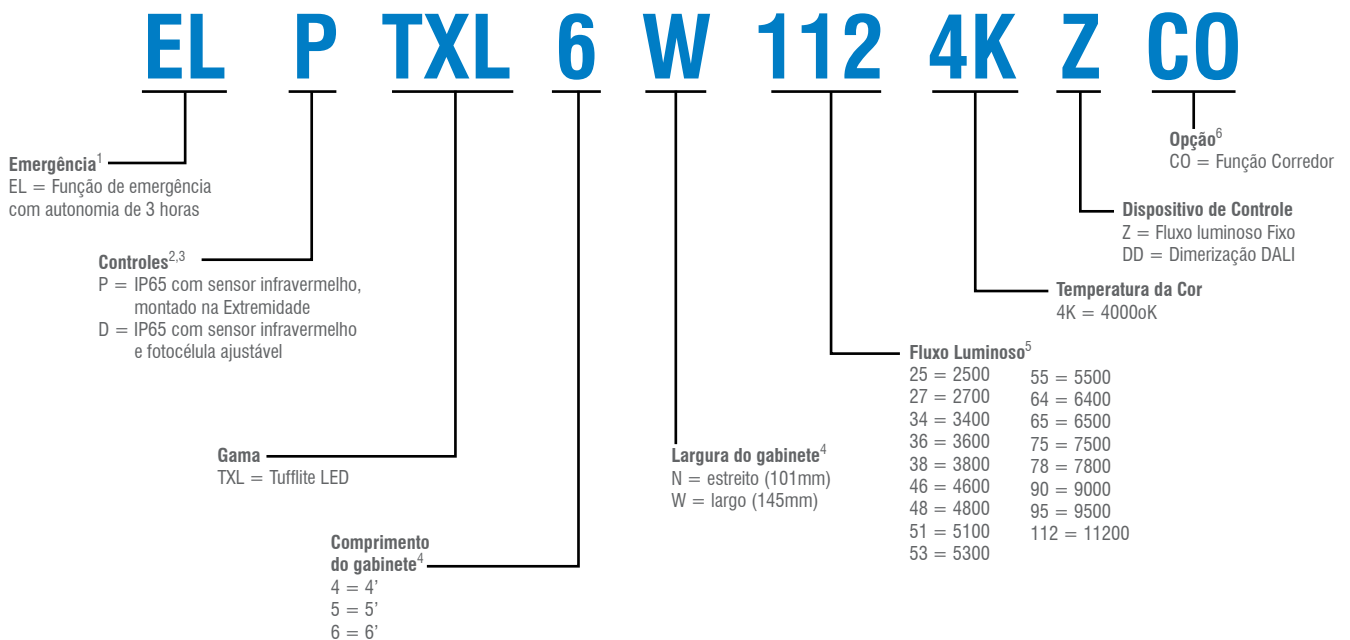 EL P TXL 6 W 112 4K Z CO
Emergência1
EL = Função de emergência
com autonomia de 3 horas
Controles2,3
P = IP65 com sensor infravermelho,
montado na Extremidade
D = IP65 com sensor infravermelho
e fotocélula ajustável
Gama
TXL = Tufflite LED
Comprimento
do gabinete4
4 = 4’
5 = 5’
6 = 6’
Largura do gabinete4
N = estreito (101mm)
W = largo (145mm)
Fluxo Luminoso5
25 = 2500
27 = 2700
34 = 3400
36 = 3600
38 = 3800
46 = 4600
48 = 4800
51 = 5100
53 = 5300
55 = 5500
64 = 6400
65 = 6500
75 = 7500
78 = 7800
90 = 9000
95 = 9500
112 = 11200
Temperatura da Cor
4K = 4000oK
Dispositivo de Controle
Z = Fluxo luminoso Fixo
DD = Dimerização DALI
Opção6
CO = Função Corredor